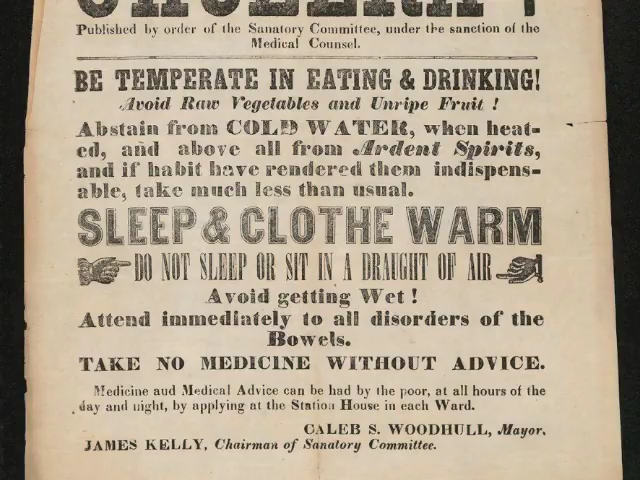 CHOLERA!
Published by order of the Sanatory Committee, under the sanction of the
Medical Counsel.
BE TEMPERATE IN EATING & DRINKING!
Avoid Raw Vegetables and Unripe Fruit !
Abstain from COLD WATER, when heat-
ed, and above all from Ardent Spirits,
and if habit have rendered them indispens-
able, take much less than usual.
SLEEP & CLOTHE WARM
DO NOT SLEEP OR SIT IN A DRAUGHT OF AIR
Avoid getting Wet !
Attend immediately to all disorders of the
Bowels.
TAKE NO MEDICINE WITHOUT ADVICE.
Medicine and Medical Advice can be had by the poor, at all hours of the
day and night, by applying at the Station House in each Ward.
CALEB S. WOODHULL, Mayor.
JAMES KELLY, Chairman of Sanatory Committee.